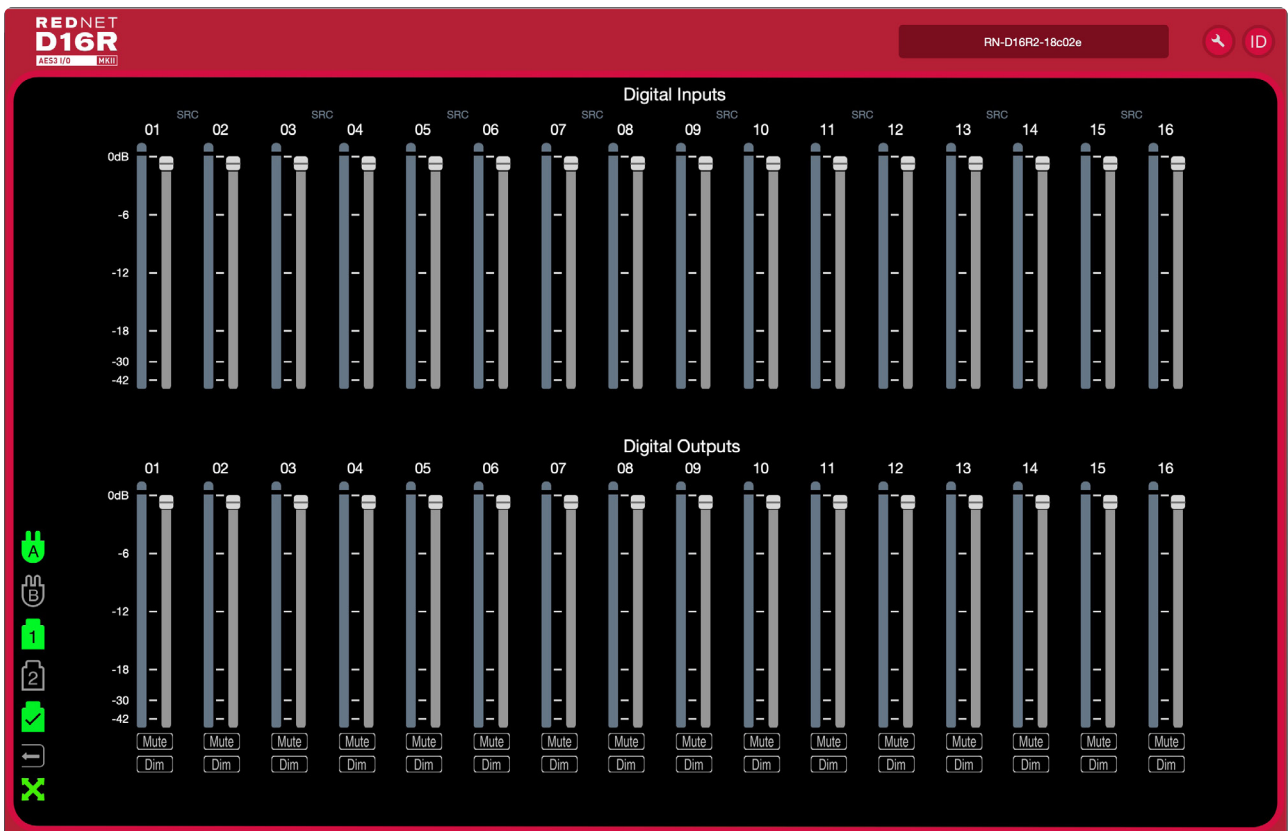 REDNET
D16R
AES3 I/O MKII
RN-D16R2-18c02e
ID
Digital Inputs
SRC SRC SRC SRC SRC SRC SRC SRC
01 02 03 04 05 06 07 08 09 10 11 12 13 14 15 16
0dB
-6
-12
-18
-30
-42
Digital Outputs
01 02 03 04 05 06 07 08 09 10 11 12 13 14 15 16
0dB
A
-6
B
-12
1
-18
2
-30
-42
Mute Mute Mute Mute Mute Mute Mute Mute Mute Mute Mute Mute Mute Mute Mute Mute
Dim Dim Dim Dim Dim Dim Dim Dim Dim Dim Dim Dim Dim Dim Dim Dim